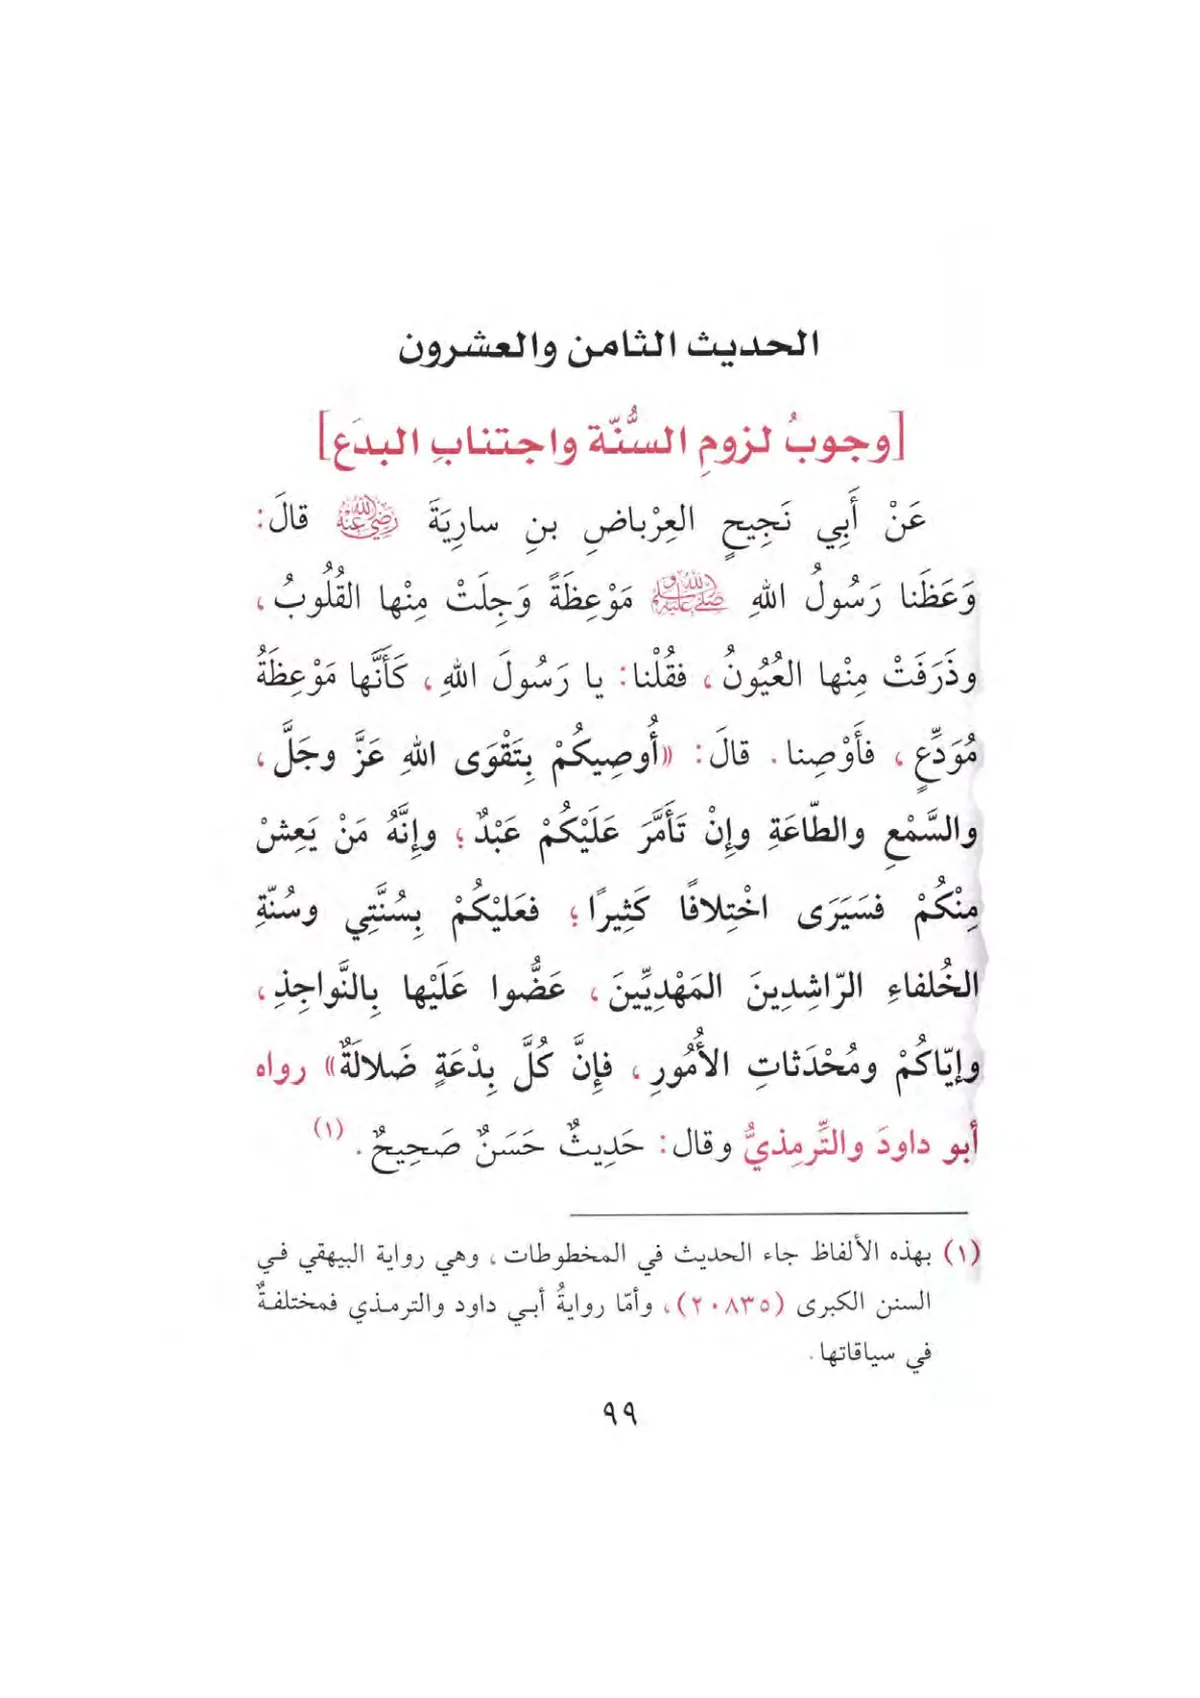 الحديث الثامن والعشرون
[وجوبُ لزومِ السُّنّة واجتنابِ البدَع]
عَنْ أَبِي نَجِيحٍ العِرْباضِ بنِ سارِيَةَ رَضِيَ اللهُ عَنْهُ قالَ:
وَعَظَنا رَسُولُ اللهِ صَلَّى اللهُ عَلَيْهِ وَسَلَّمَ مَوْعِظَةً وَجِلَتْ مِنْها القُلُوبُ،
وذَرَفَتْ مِنْها العُيُونُ، فقُلْنا: يا رَسُولَ اللهِ، كَأَنَّها مَوْعِظَةُ
مُوَدِّعٍ، فأَوْصِنا. قالَ: «أُوصِيكُمْ بِتَقْوَى اللهِ عَزَّ وجَلَّ،
والسَّمْعِ والطّاعَةِ وإِنْ تَأَمَّرَ عَلَيْكُمْ عَبْدٌ؛ وإِنَّهُ مَنْ يَعِشْ
مِنْكُمْ فسَيَرَى اخْتِلافًا كَثِيرًا؛ فعَليْكُمْ بِسُنَّتِي وسُنّةِ
الخُلفاءِ الرّاشِدِينَ المَهْدِيِّينَ، عَضُّوا عَلَيْها بِالنَّواجِذِ،
وإيّاكُمْ ومُحْدَثاتِ الأُمُورِ، فإِنَّ كُلَّ بِدْعَةٍ ضَلالَةٌ» رواه
أبو داودَ والتِّرمِذيُّ وقال: حَدِيثٌ حَسَنٌ صَحِيحٌ.(١)
(١) بهذه الألفاظ جاء الحديث في المخطوطات، وهي رواية البيهقي في
السنن الكبرى (٢٠٨٣٥)، وأمّا روايةُ أبي داود والترمذي فمختلفةٌ
في سياقاتها.
٩٩